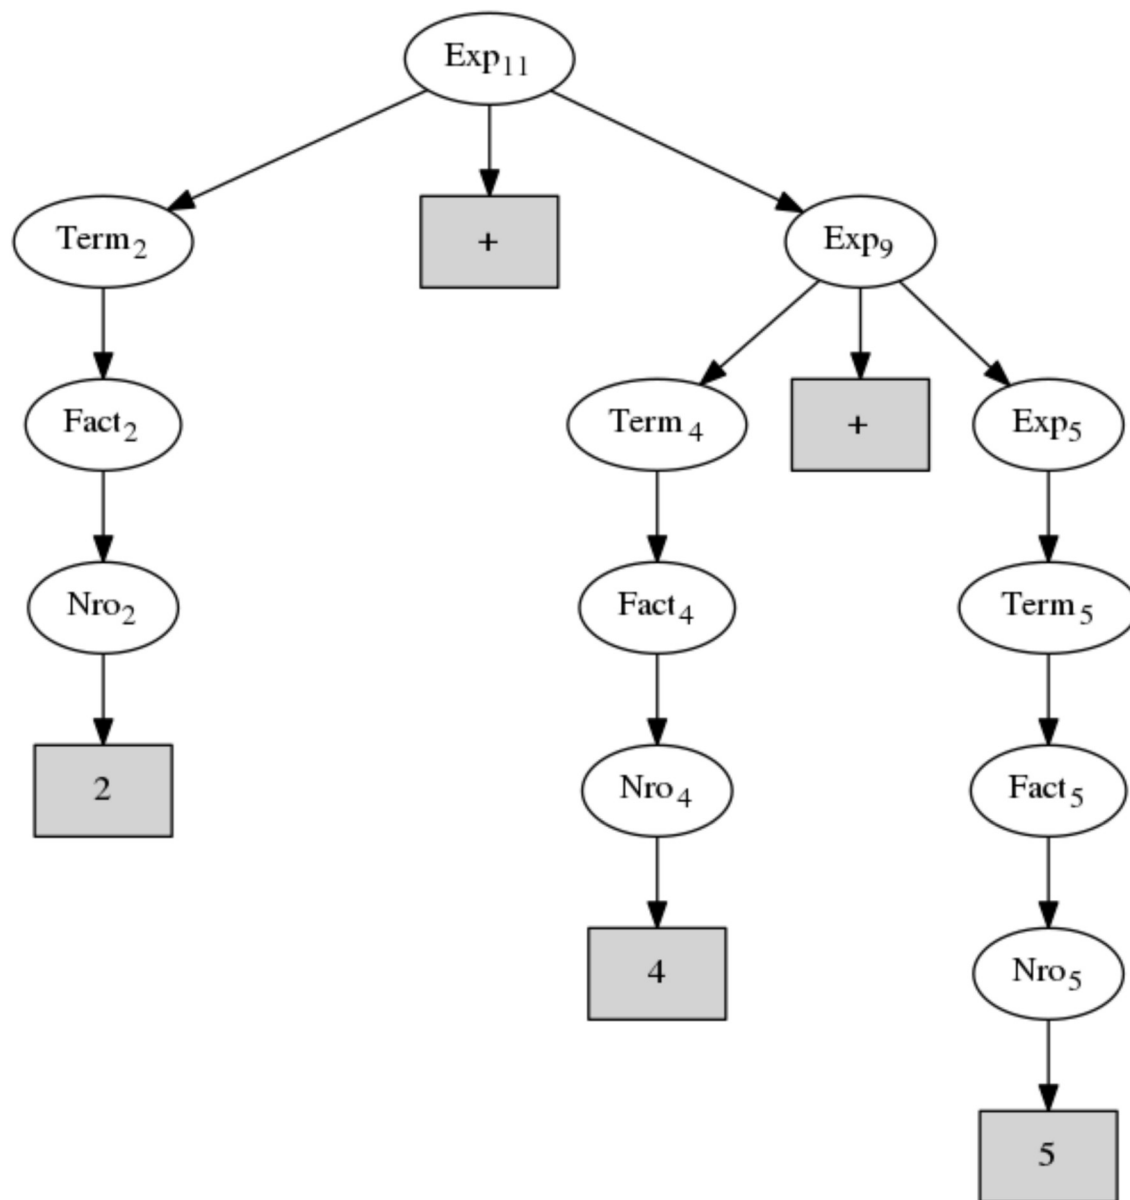 Exp11
Term2 + Exp9
Fact2 Term4 + Exp5
Nro2 Fact4 Term5
2 Nro4 Fact5
4 Nro5
5